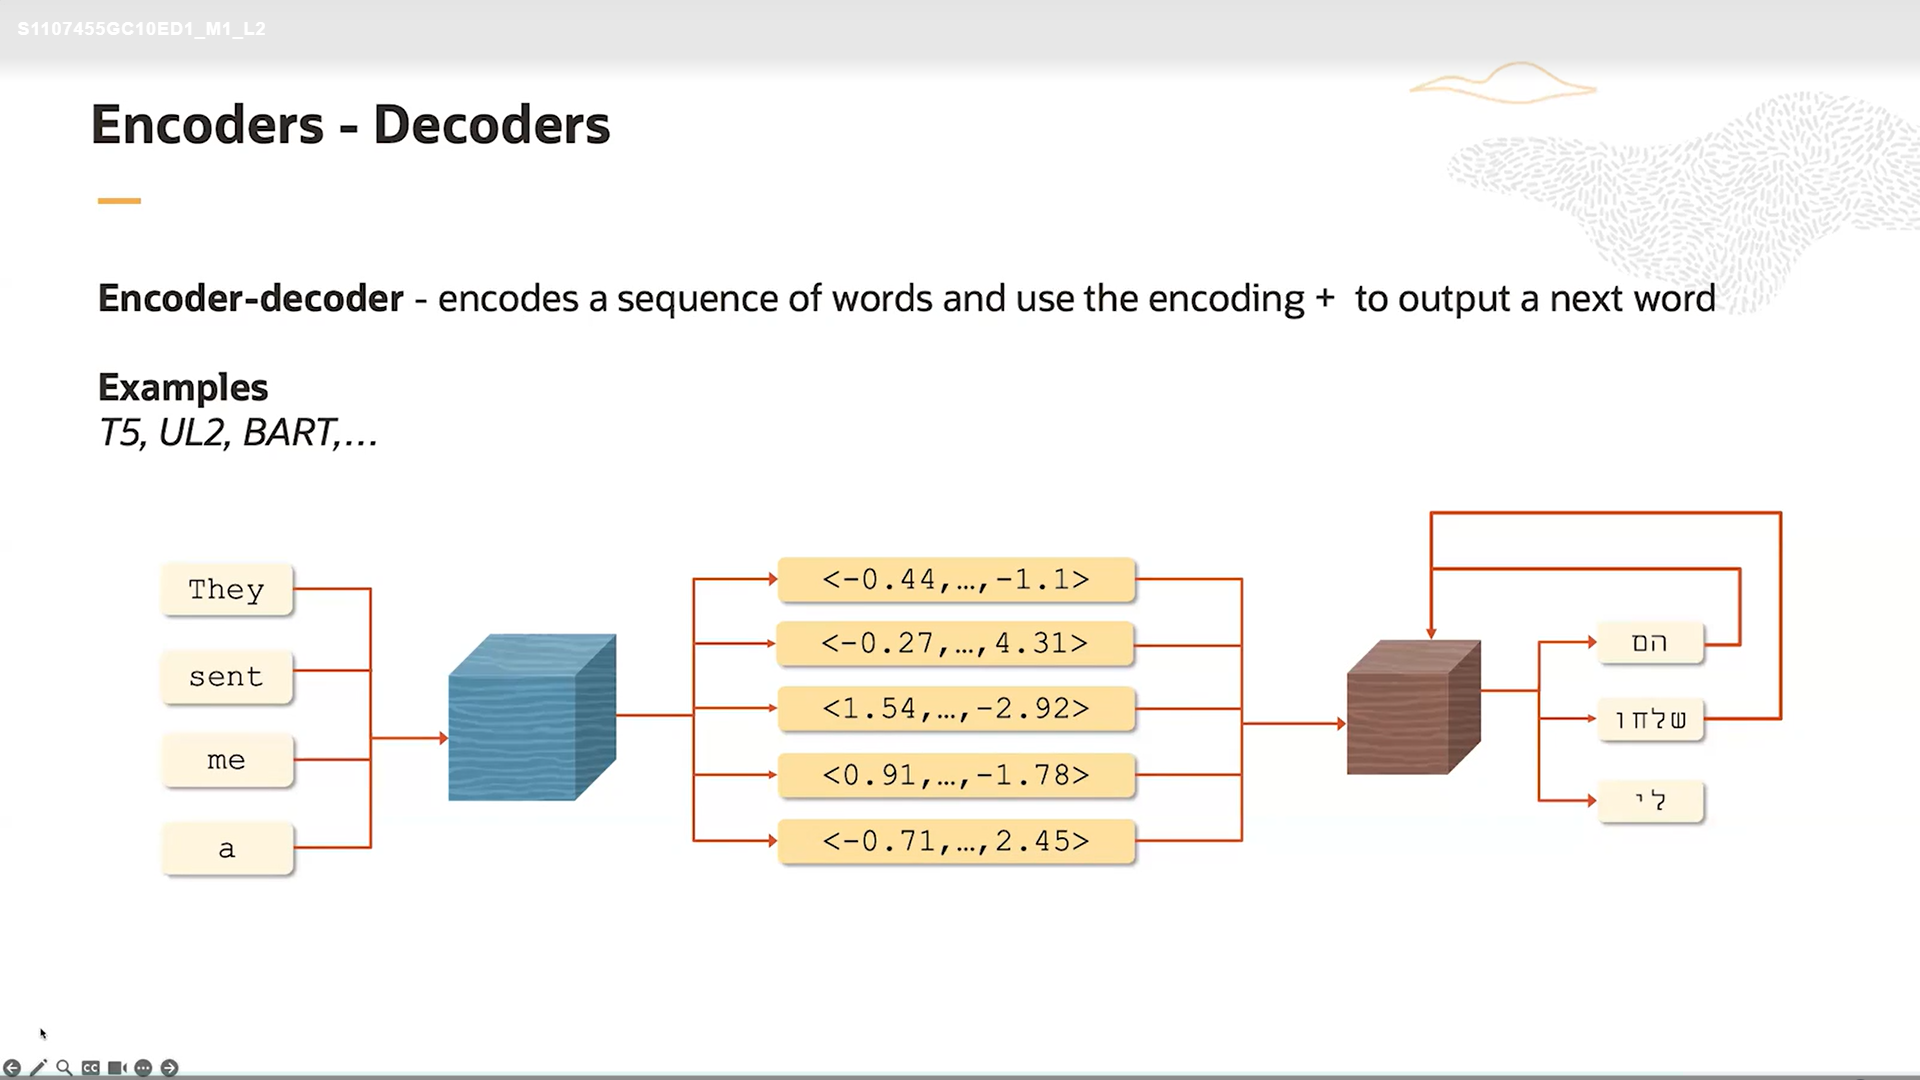 S1107455GC10ED1_M1_L2
Encoders - Decoders
Encoder-decoder - encodes a sequence of words and use the encoding + to output a next word
Examples
T5, UL2, BART,...
They
sent
me
a
<-0.44,…,-1.1>
<-0.27,…,4.31>
<1.54,…,-2.92>
<0.91,…,-1.78>
<-0.71,…,2.45>
הם
שלחו
לי
CC